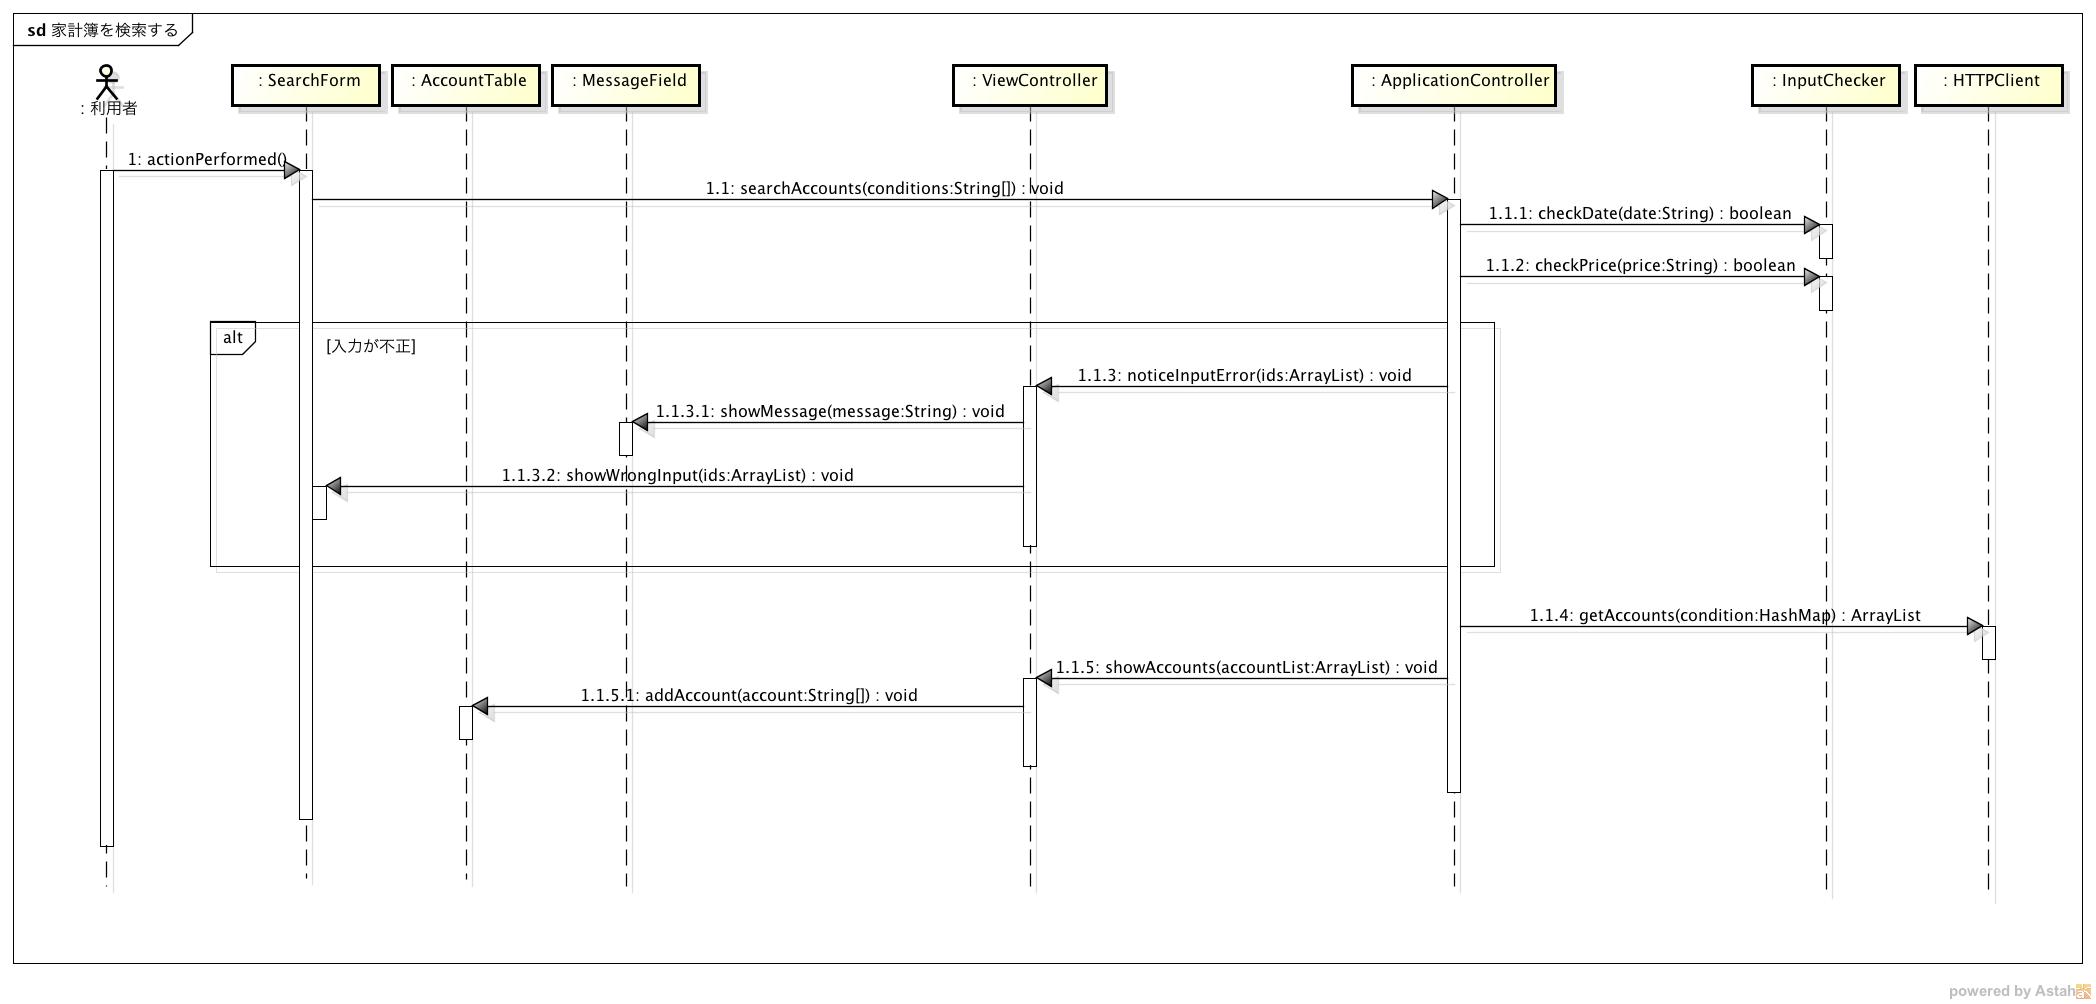 sd 家計簿を検索する
: 利用者
: SearchForm
: AccountTable
: MessageField
: ViewController
: ApplicationController
: InputChecker
: HTTPClient
1: actionPerformed()
1.1: searchAccounts(conditions:String[]) : void
1.1.1: checkDate(date:String) : boolean
1.1.2: checkPrice(price:String) : boolean
alt
[入力が不正]
1.1.3: noticeInputError(ids:ArrayList) : void
1.1.3.1: showMessage(message:String) : void
1.1.3.2: showWrongInput(ids:ArrayList) : void
1.1.4: getAccounts(condition:HashMap) : ArrayList
1.1.5: showAccounts(accountList:ArrayList) : void
1.1.5.1: addAccount(account:String[]) : void
powered by Astah